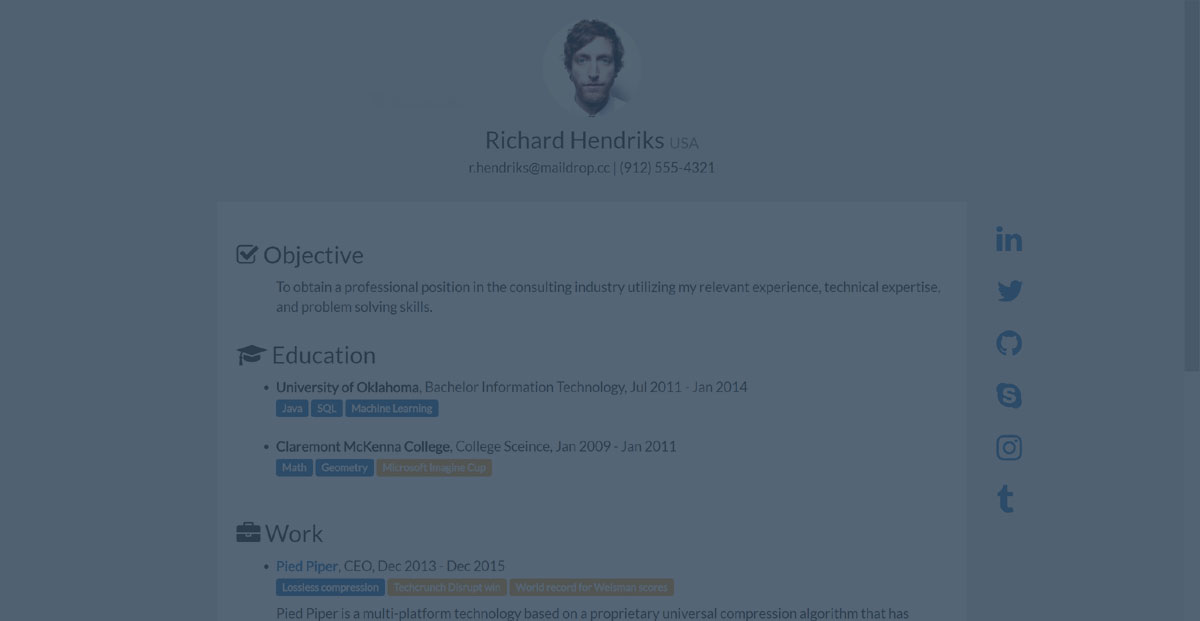 Richard Hendriks USA
r.hendriks@maildrop.cc | (912) 555-4321
Objective
To obtain a professional position in the consulting industry utilizing my relevant experience, technical expertise,
and problem solving skills.
Education
• University of Oklahoma, Bachelor Information Technology, Jul 2011 - Jan 2014
Java SQL Machine Learning
• Claremont McKenna College, College Sceince, Jan 2009 - Jan 2011
Math Geometry Microsoft Imagine Cup
Work
• Pied Piper, CEO, Dec 2013 - Dec 2015
Lossless compression Techcrunch Disrupt win World record for Weisman scores
Pied Piper is a multi-platform technology based on a proprietary universal compression algorithm that has